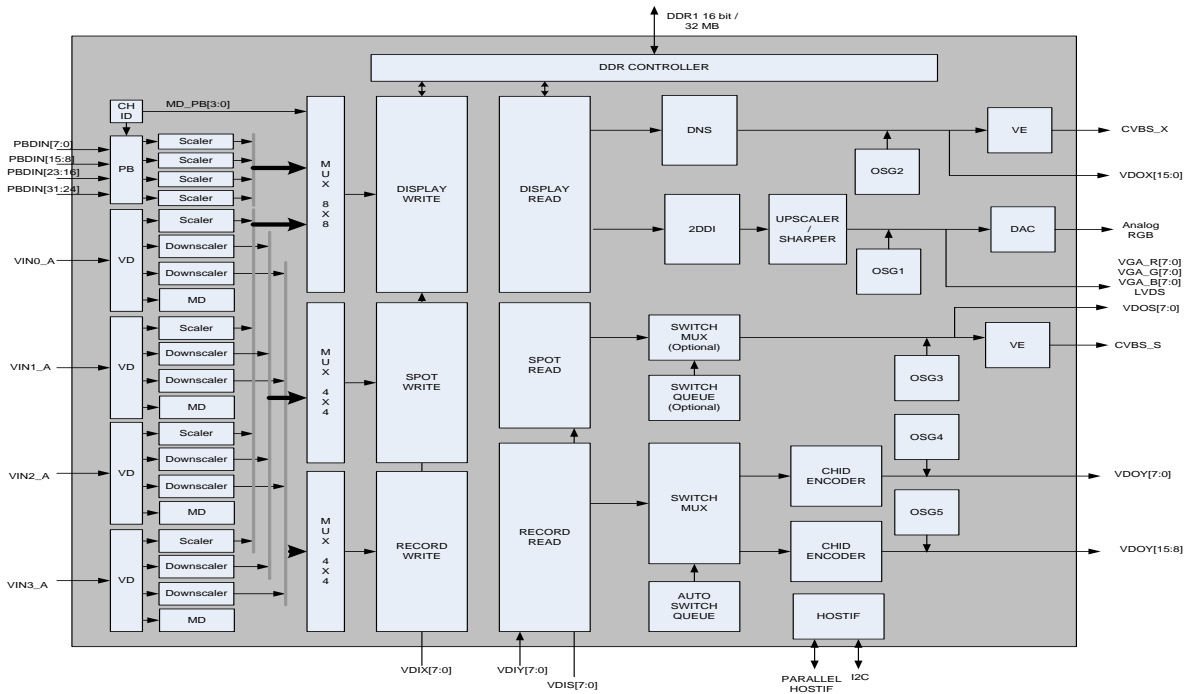 DDR1 16 bit /
32 MB
DDR CONTROLLER
CH
ID
MD_PB[3:0]
PBDIN[7:0]
PBDIN[15:8]
PBDIN[23:16]
PBDIN[31:24]
PB
Scaler
Scaler
Scaler
Scaler
VIN0_A
VD
Scaler
Downscaler
Downscaler
MD
VIN1_A
VD
Scaler
Downscaler
Downscaler
MD
VIN2_A
VD
Scaler
Downscaler
Downscaler
MD
VIN3_A
VD
Scaler
Downscaler
Downscaler
MD
MUX 8X8
MUX 4X4
MUX 4X4
DISPLAY
WRITE
SPOT
WRITE
RECORD
WRITE
DISPLAY
READ
SPOT
READ
RECORD
READ
DNS
OSG2
VE
CVBS_X
VDOX[15:0]
2DDI
UPSCALER
/
SHARPER
OSG1
DAC
Analog
RGB
VGA_R[7:0]
VGA_G[7:0]
VGA_B[7:0]
LVDS
VDOS[7:0]
SWITCH
MUX
(Optional)
SWITCH
QUEUE
(Optional)
OSG3
VE
CVBS_S
SWITCH
MUX
AUTO
SWITCH
QUEUE
CHID
ENCODER
OSG4
VDOY[7:0]
CHID
ENCODER
OSG5
VDOY[15:8]
HOSTIF
VDIX[7:0]
VDIY[7:0]
VDIS[7:0]
PARALLEL
HOSTIF
I2C